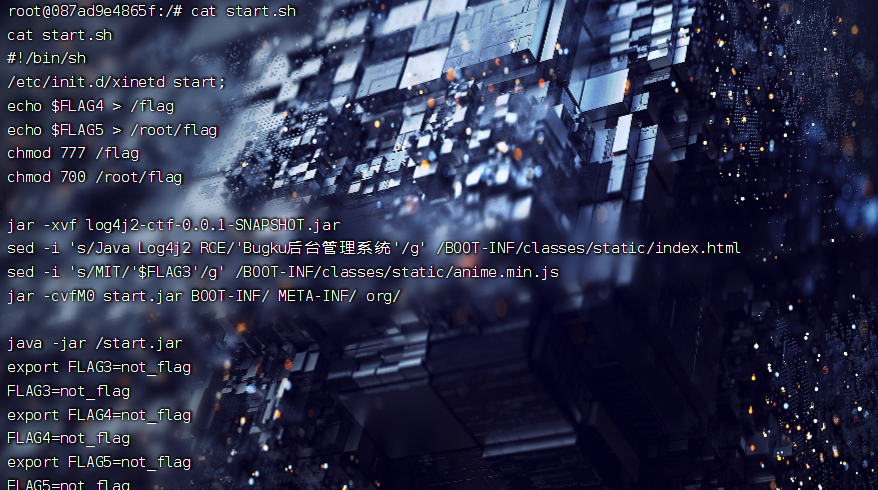 root@087ad9e4865f:/# cat start.sh
cat start.sh
#!/bin/sh
/etc/init.d/xinetd start;
echo $FLAG4 > /flag
echo $FLAG5 > /root/flag
chmod 777 /flag
chmod 700 /root/flag
jar -xvf log4j2-ctf-0.0.1-SNAPSHOT.jar
sed -i 's/Java Log4j2 RCE/'Bugku后台管理系统'/g' /BOOT-INF/classes/static/index.html
sed -i 's/MIT/'$FLAG3'/g' /BOOT-INF/classes/static/anime.min.js
jar -cvfM0 start.jar BOOT-INF/ META-INF/ org/
java -jar /start.jar
export FLAG3=not_flag
FLAG3=not_flag
export FLAG4=not_flag
FLAG4=not_flag
export FLAG5=not_flag
FLAG5=not_flag